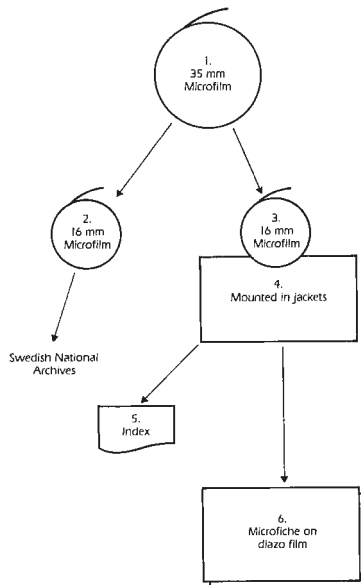 1.
35 mm
Microfilm
2.
16 mm
Microfilm
3.
16 mm
Microfilm
4.
Mounted in jackets
Swedish National
Archives
5.
Index
6.
Microfiche on
diazo film